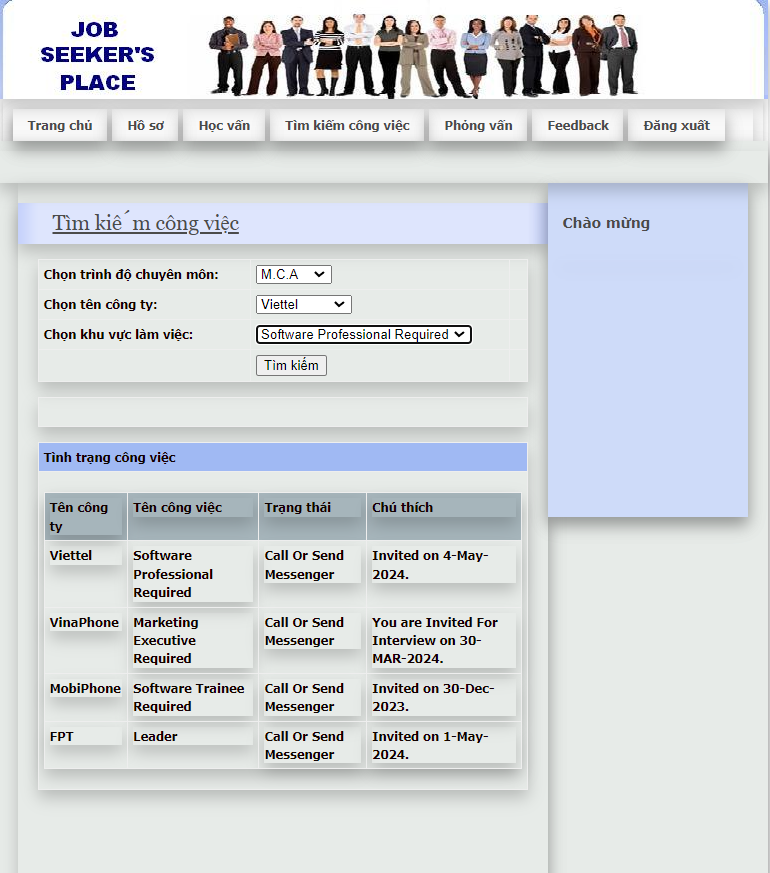 JOB
SEEKER'S
PLACE
Trang chủ Hồ sơ Học vấn Tìm kiếm công việc Phỏng vấn Feedback Đăng xuất
Tìm kiếm công việc
Chào mừng
Chọn trình độ chuyên môn: M.C.A
Chọn tên công ty: Viettel
Chọn khu vực làm việc: Software Professional Required
Tìm kiếm
Tình trạng công việc
Tên công ty Tên công việc Trạng thái Chú thích
Viettel Software Professional Required Call Or Send Messenger Invited on 4-May-2024.
VinaPhone Marketing Executive Required Call Or Send Messenger You are Invited For Interview on 30-MAR-2024.
MobiPhone Software Trainee Required Call Or Send Messenger Invited on 30-Dec-2023.
FPT Leader Call Or Send Messenger Invited on 1-May-2024.